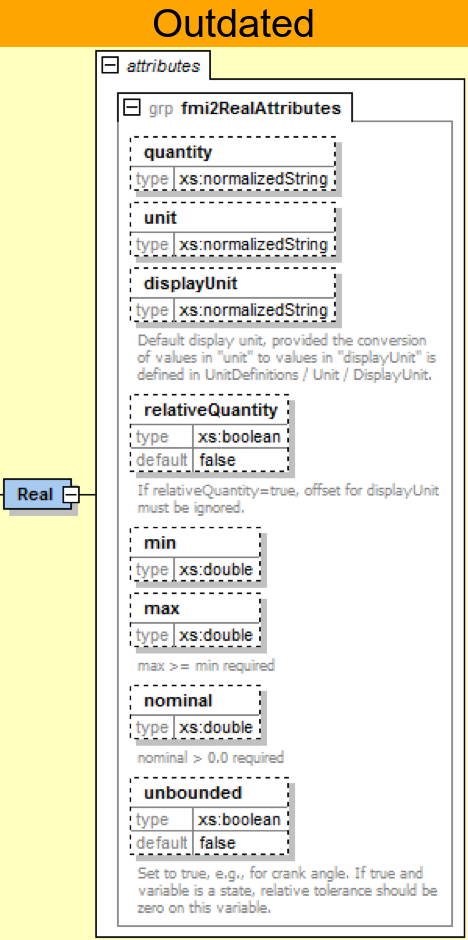 Outdated
attributes
grp fmi2RealAttributes
quantity
type xs:normalizedString
unit
type xs:normalizedString
displayUnit
type xs:normalizedString
Default display unit, provided the conversion
of values in "unit" to values in "displayUnit" is
defined in UnitDefinitions / Unit / DisplayUnit.
relativeQuantity
type xs:boolean
default false
If relativeQuantity=true, offset for displayUnit
must be ignored.
Real
min
type xs:double
max
type xs:double
max >= min required
nominal
type xs:double
nominal > 0.0 required
unbounded
type xs:boolean
default false
Set to true, e.g., for crank angle. If true and
variable is a state, relative tolerance should be
zero on this variable.